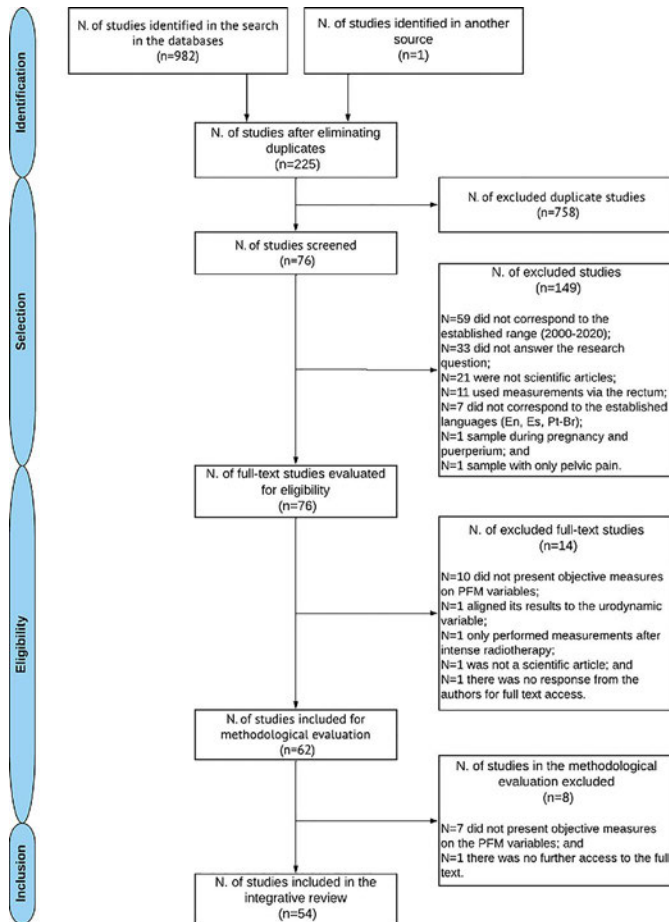 Identification
N. of studies identified in the search
in the databases
(n=982)
N. of studies identified in another
source
(n=1)
N. of studies after eliminating
duplicates
(n=225)
Selection
N. of excluded duplicate studies
(n=758)
N. of studies screened
(n=76)
N. of excluded studies
(n=149)
N=59 did not correspond to the
established range (2000-2020);
N=33 did not answer the research
question;
N=21 were not scientific articles;
N=11 used measurements via the rectum;
N=7 did not correspond to the established
languages (En, Es, Pt-Br);
N=1 sample during pregnancy and
puerperium; and
N=1 sample with only pelvic pain.
Eligibility
N. of full-text studies evaluated
for eligibility
(n=76)
N. of excluded full-text studies
(n=14)
N=10 did not present objective measures
on PFM variables;
N=1 aligned its results to the urodynamic
variable;
N=1 only performed measurements after
intense radiotherapy;
N=1 was not a scientific article; and
N=1 there was no response from the
authors for full text access.
N. of studies included for
methodological evaluation
(n=62)
N. of studies in the methodological
evaluation excluded
(n=8)
N=7 did not present objective measures
on the PFM variables; and
N=1 there was no further access to the full
text.
Inclusion
N. of studies included in the
integrative review
(n=54)